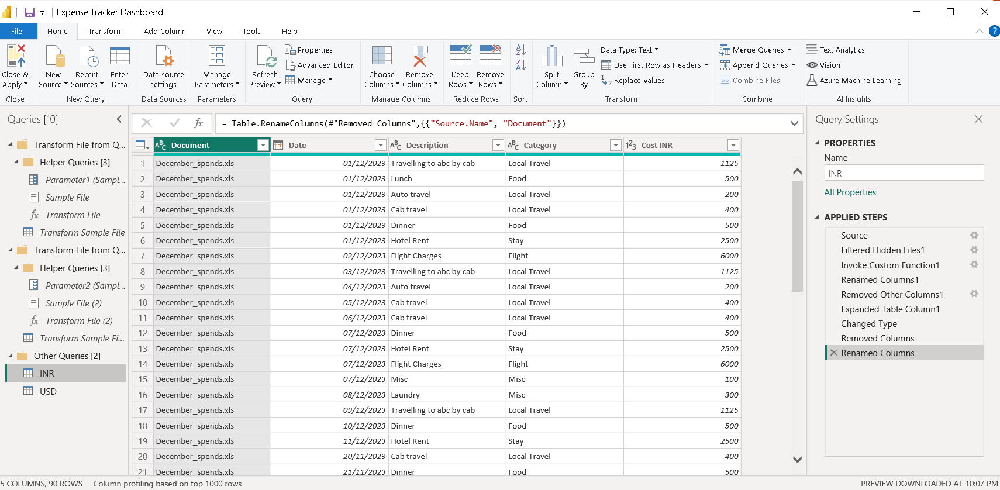 Expense Tracker Dashboard
File Home Transform Add Column View Tools Help
Close & Apply
Close
New Source
Recent Sources
Enter Data
New Query
Data source settings
Data Sources
Manage Parameters
Parameters
Refresh Preview
Properties
Advanced Editor
Manage
Query
Choose Columns
Remove Columns
Manage Columns
Keep Rows
Remove Rows
Reduce Rows
Sort
Split Column
Group By
Data Type: Text
Use First Row as Headers
Replace Values
Transform
Merge Queries
Append Queries
Combine Files
Combine
Text Analytics
Vision
Azure Machine Learning
AI Insights
Queries [10]
Transform File from Q...
Helper Queries [3]
Parameter1 (Sampl...
Sample File
fx Transform File
Transform Sample File
Transform File from Q...
Helper Queries [3]
Parameter2 (Sampl...
Sample File (2)
fx Transform File (2)
Transform Sample Fi...
Other Queries [2]
INR
USD
fx = Table.RenameColumns(#"Removed Columns",{{"Source.Name", "Document"}})
ABC Document Date ABC Description ABC Category 123 Cost INR
1 December_spends.xls 01/12/2023 Travelling to abc by cab Local Travel 1125
2 December_spends.xls 01/12/2023 Lunch Food 500
3 December_spends.xls 01/12/2023 Auto travel Local Travel 200
4 December_spends.xls 01/12/2023 Cab travel Local Travel 400
5 December_spends.xls 01/12/2023 Dinner Food 500
6 December_spends.xls 01/12/2023 Hotel Rent Stay 2500
7 December_spends.xls 02/12/2023 Flight Charges Flight 6000
8 December_spends.xls 03/12/2023 Travelling to abc by cab Local Travel 1125
9 December_spends.xls 04/12/2023 Auto travel Local Travel 200
10 December_spends.xls 05/12/2023 Cab travel Local Travel 400
11 December_spends.xls 06/12/2023 Cab travel Local Travel 400
12 December_spends.xls 07/12/2023 Dinner Food 500
13 December_spends.xls 07/12/2023 Hotel Rent Stay 2500
14 December_spends.xls 07/12/2023 Flight Charges Flight 6000
15 December_spends.xls 07/12/2023 Misc Misc 100
16 December_spends.xls 08/12/2023 Laundry Misc 300
17 December_spends.xls 09/12/2023 Travelling to abc by cab Local Travel 1125
18 December_spends.xls 10/12/2023 Dinner Food 500
19 December_spends.xls 11/12/2023 Hotel Rent Stay 2500
20 December_spends.xls 20/11/2023 Cab travel Local Travel 400
21 December_spends.xls 21/11/2023 Dinner Food 500
Query Settings
PROPERTIES
Name
INR
All Properties
APPLIED STEPS
Source
Filtered Hidden Files1
Invoke Custom Function1
Renamed Columns1
Removed Other Columns1
Expanded Table Column1
Changed Type
Removed Columns
Renamed Columns
5 COLUMNS, 90 ROWS Column profiling based on top 1000 rows PREVIEW DOWNLOADED AT 10:07 PM